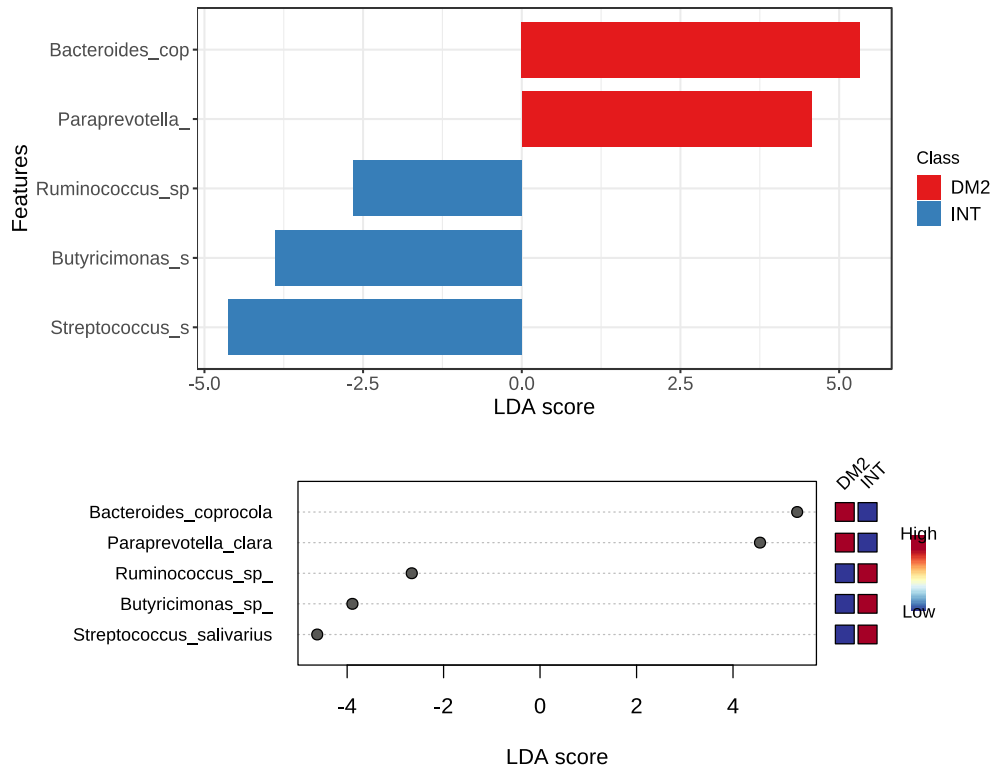 Features
Bacteroides_cop
Paraprevotella_
Ruminococcus_sp
Butyricimonas_s
Streptococcus_s
-5.0 -2.5 0.0 2.5 5.0
LDA score
Class
DM2
INT
DM2 INT
Bacteroides_coprocola
Paraprevotella_clara
Ruminococcus_sp_
Butyricimonas_sp_
Streptococcus_salivarius
High
Low
-4 -2 0 2 4
LDA score